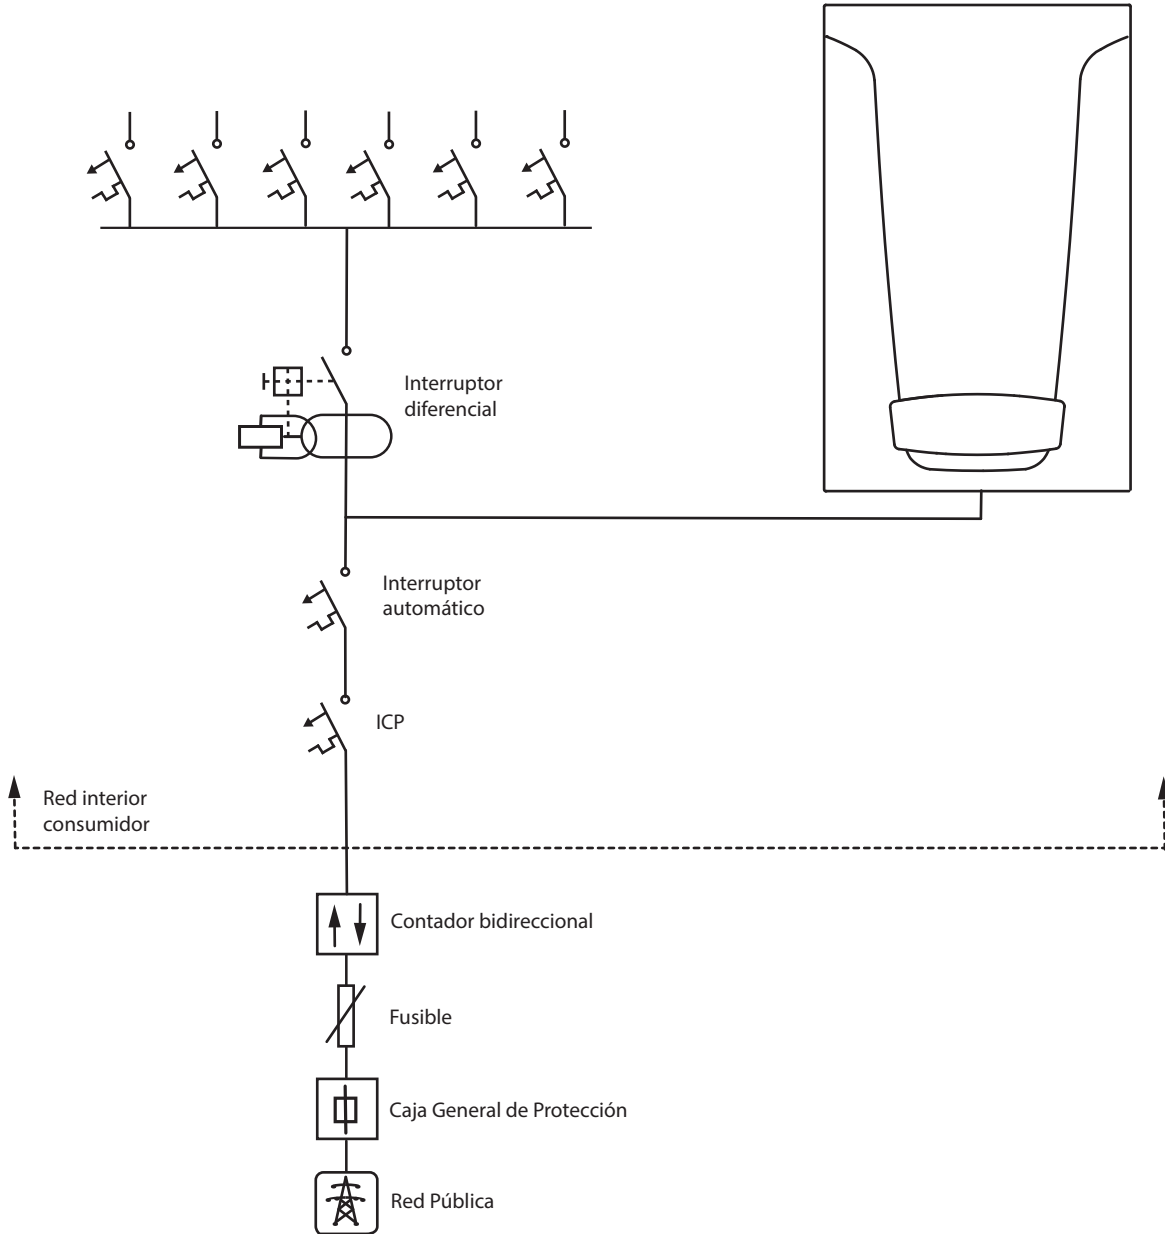 Interruptor
diferencial
Interruptor
automático
ICP
Red interior
consumidor
Contador bidireccional
Fusible
Caja General de Protección
Red Pública